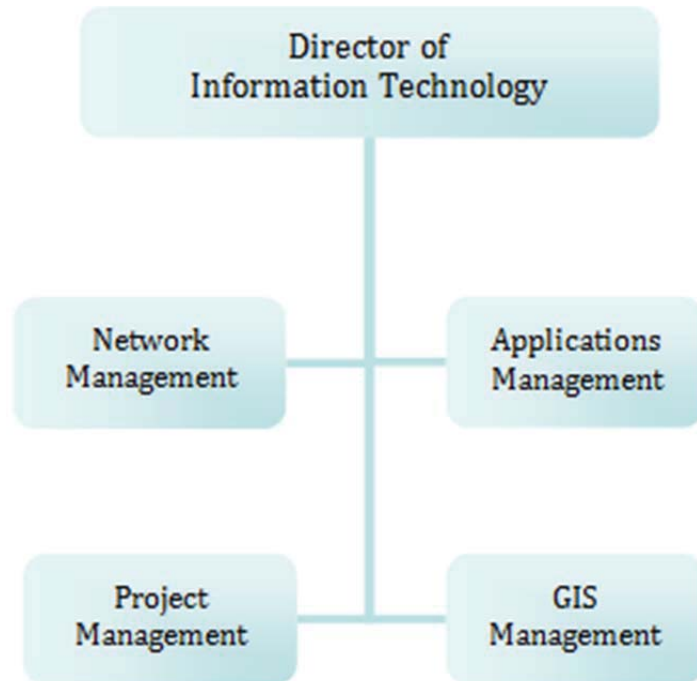 Director of
Information Technology
Network
Management
Applications
Management
Project
Management
GIS
Management